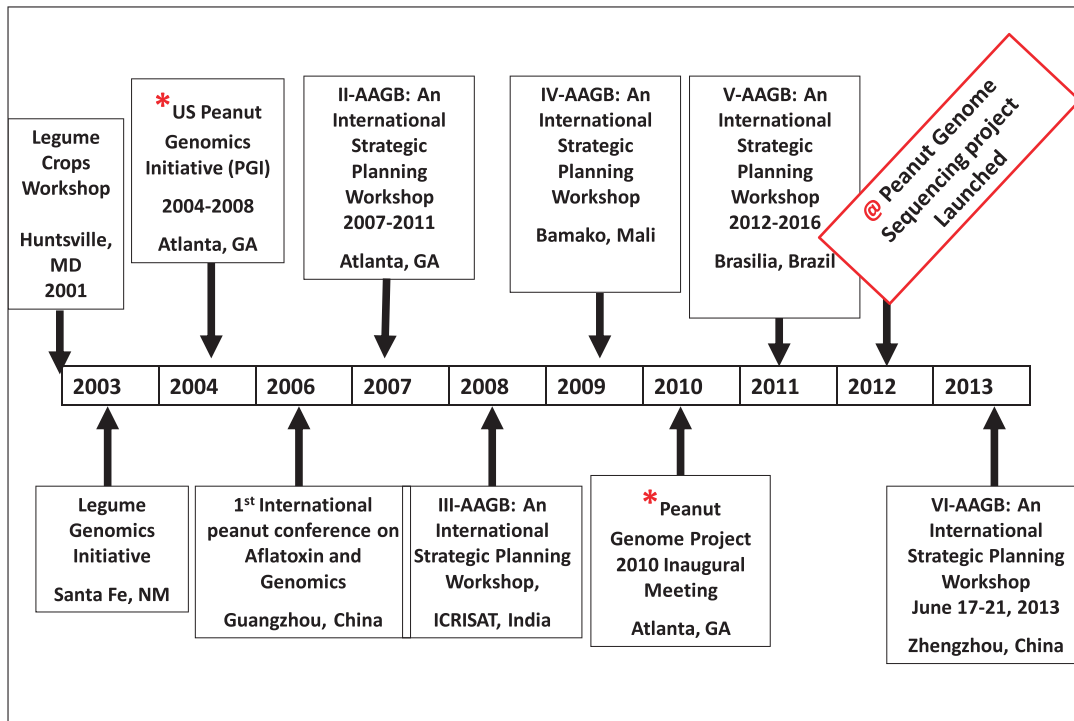 Legume
Crops
Workshop
Huntsville,
MD
2001
*US Peanut
Genomics
Initiative (PGI)
2004-2008
Atlanta, GA
II-AAGB: An
International
Strategic
Planning
Workshop
2007-2011
Atlanta, GA
IV-AAGB: An
International
Strategic
Planning
Workshop
Bamako, Mali
V-AAGB: An
International
Strategic
Planning
Workshop
2012-2016
Brasilia, Brazil
@ Peanut Genome
Sequencing project
Launched
2003 2004 2006 2007 2008 2009 2010 2011 2012 2013
Legume
Genomics
Initiative
Santa Fe, NM
1st International
peanut conference on
Aflatoxin and
Genomics
Guangzhou, China
III-AAGB: An
International
Strategic Planning
Workshop,
ICRISAT, India
*Peanut
Genome Project
2010 Inaugural
Meeting
Atlanta, GA
VI-AAGB: An
International
Strategic Planning
Workshop
June 17-21, 2013
Zhengzhou, China